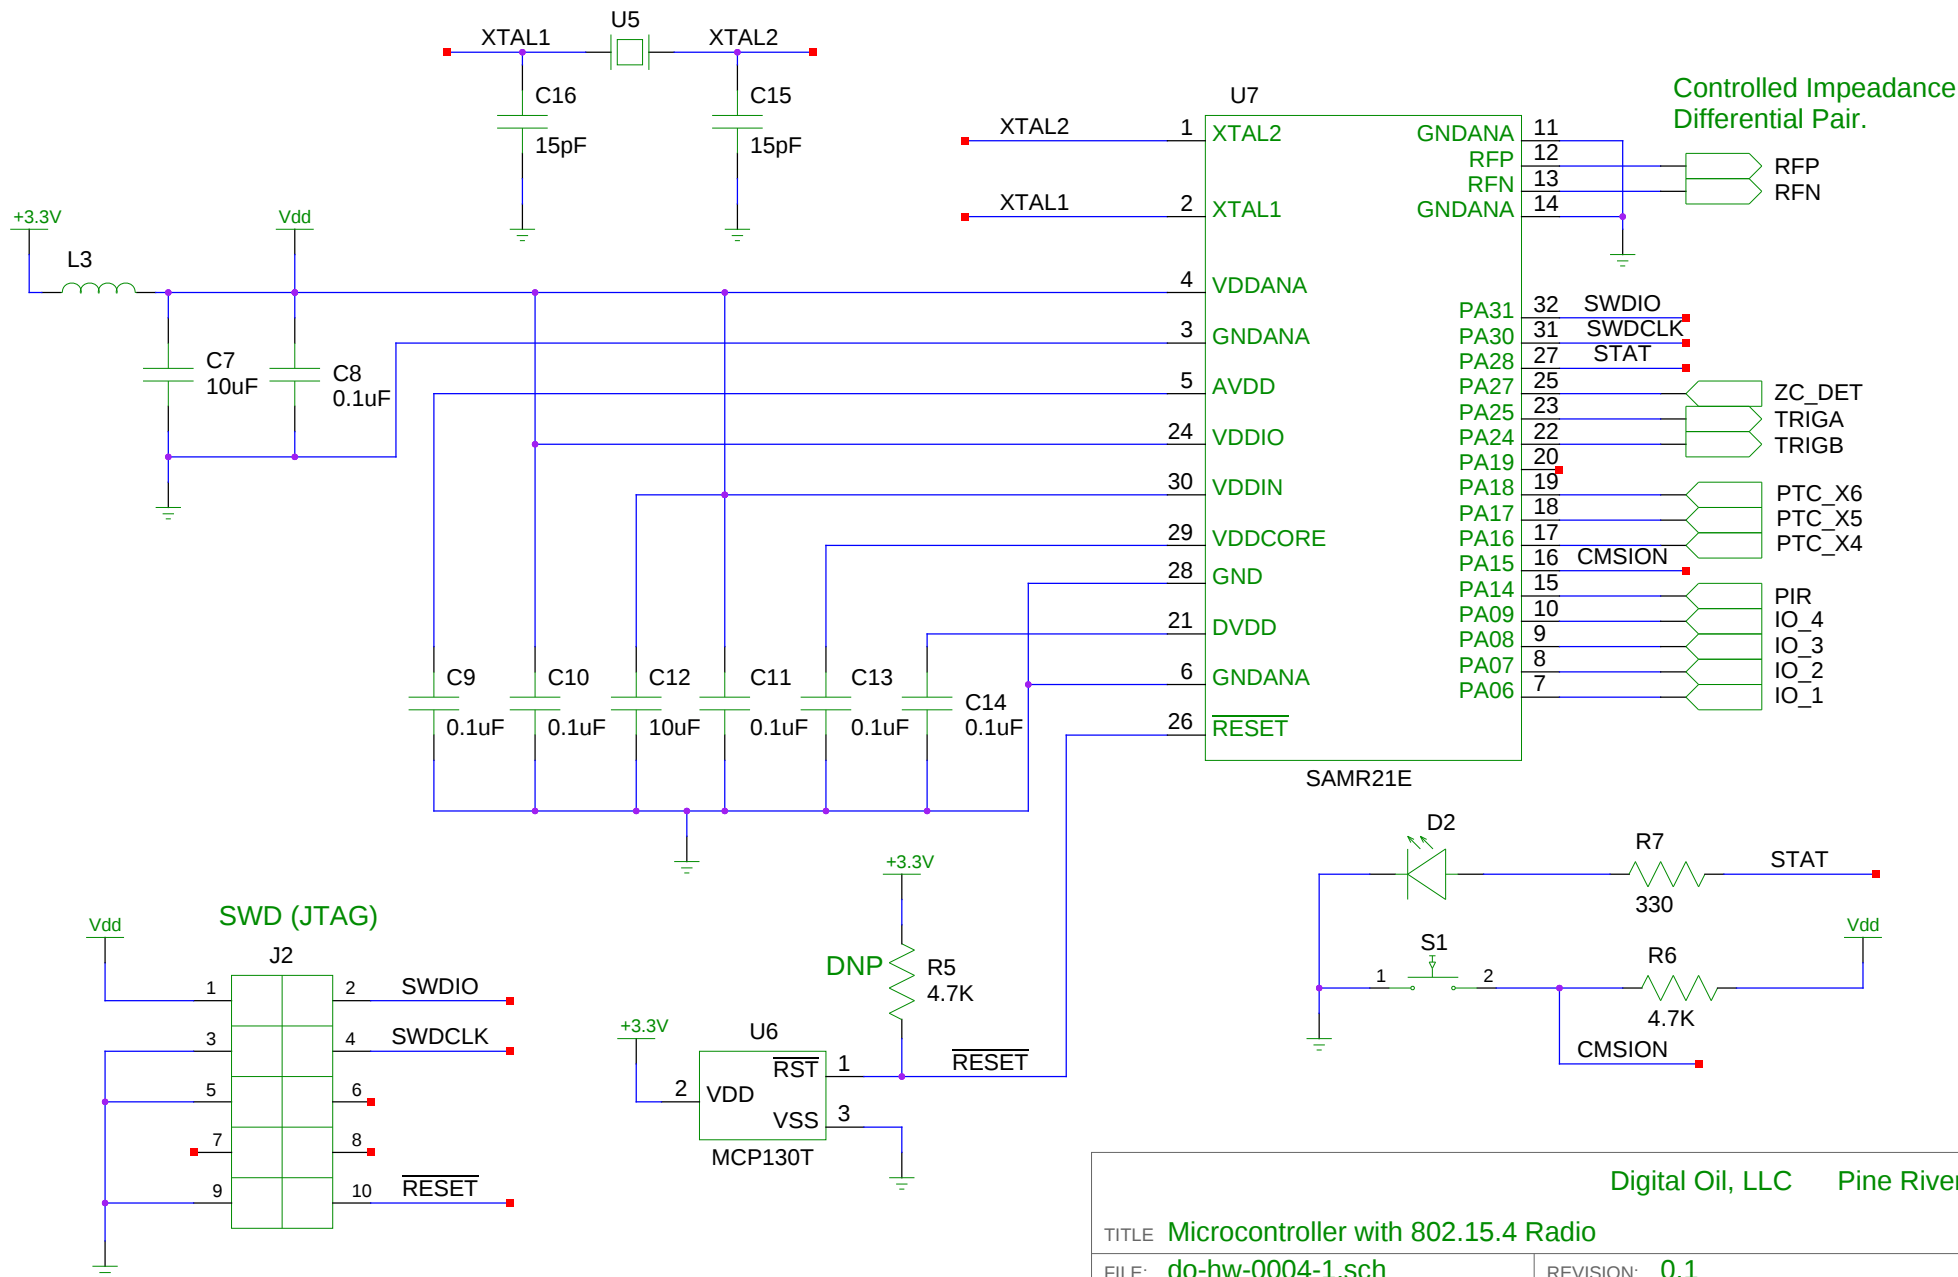 U5
XTAL1
XTAL2
C16
15pF
C15
15pF
U7
Controlled Impeadance
Differential Pair.
XTAL2
1
XTAL2
XTAL1
2
XTAL1
GNDANA
11
RFP
12
RFP
RFN
13
RFN
GNDANA
14
+3.3V
Vdd
L3
C7
10uF
C8
0.1uF
4
VDDANA
3
GNDANA
5
AVDD
24
VDDIO
30
VDDIN
29
VDDCORE
28
GND
21
DVDD
6
GNDANA
26
RESET
PA31
32
SWDIO
PA30
31
SWDCLK
PA28
27
STAT
PA27
25
ZC_DET
PA25
23
TRIGA
PA24
22
TRIGB
PA19
20
PA18
19
PTC_X6
PA17
18
PTC_X5
PA16
17
PTC_X4
PA15
16
CMSION
PA14
15
PIR
PA09
10
IO_4
PA08
9
IO_3
PA07
8
IO_2
PA06
7
IO_1
SAMR21E
C9
0.1uF
C10
0.1uF
C12
10uF
C11
0.1uF
C13
0.1uF
C14
0.1uF
D2
R7
330
STAT
Vdd
S1
1
2
R6
4.7K
CMSION
Vdd
SWD (JTAG)
J2
1
2
SWDIO
3
4
SWDCLK
5
6
7
8
9
10
RESET
+3.3V
DNP
R5
4.7K
+3.3V
U6
RST
1
RESET
2
VDD
VSS
3
MCP130T
Digital Oil, LLC
Pine River
TITLE
Microcontroller with 802.15.4 Radio
FILE:
do-hw-0004-1.sch
REVISION:
0.1